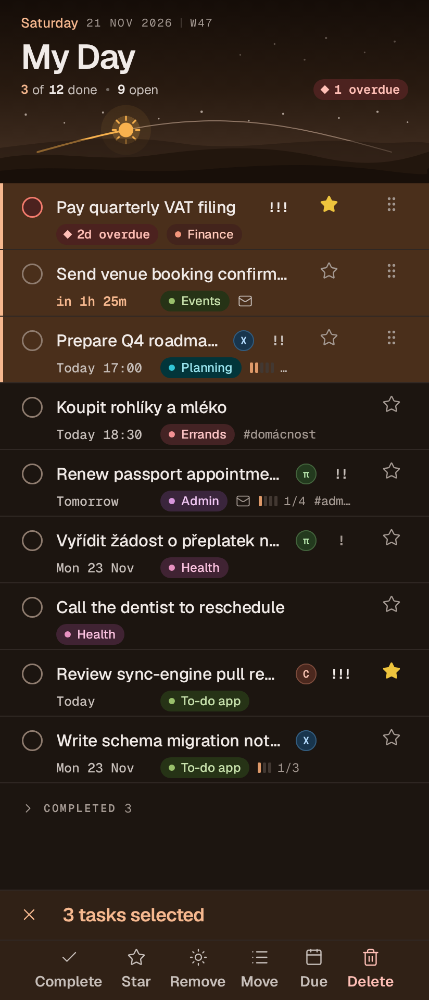 Saturday 21 NOV 2026 | W47
My Day
3 of 12 done • 9 open
1 overdue
Pay quarterly VAT filing !!!
2d overdue Finance
Send venue booking confirm…
in 1h 25m Events
Prepare Q4 roadma… X !!
Today 17:00 Planning …
Koupit rohlíky a mléko
Today 18:30 Errands #domácnost
Renew passport appointme… π !!
Tomorrow Admin 1/4 #adm…
Vyřídit žádost o přeplatek n… π !
Mon 23 Nov Health
Call the dentist to reschedule
Health
Review sync-engine pull re… C !!!
Today To-do app
Write schema migration not… X
Mon 23 Nov To-do app 1/3
COMPLETED 3
3 tasks selected
Complete Star Remove Move Due Delete